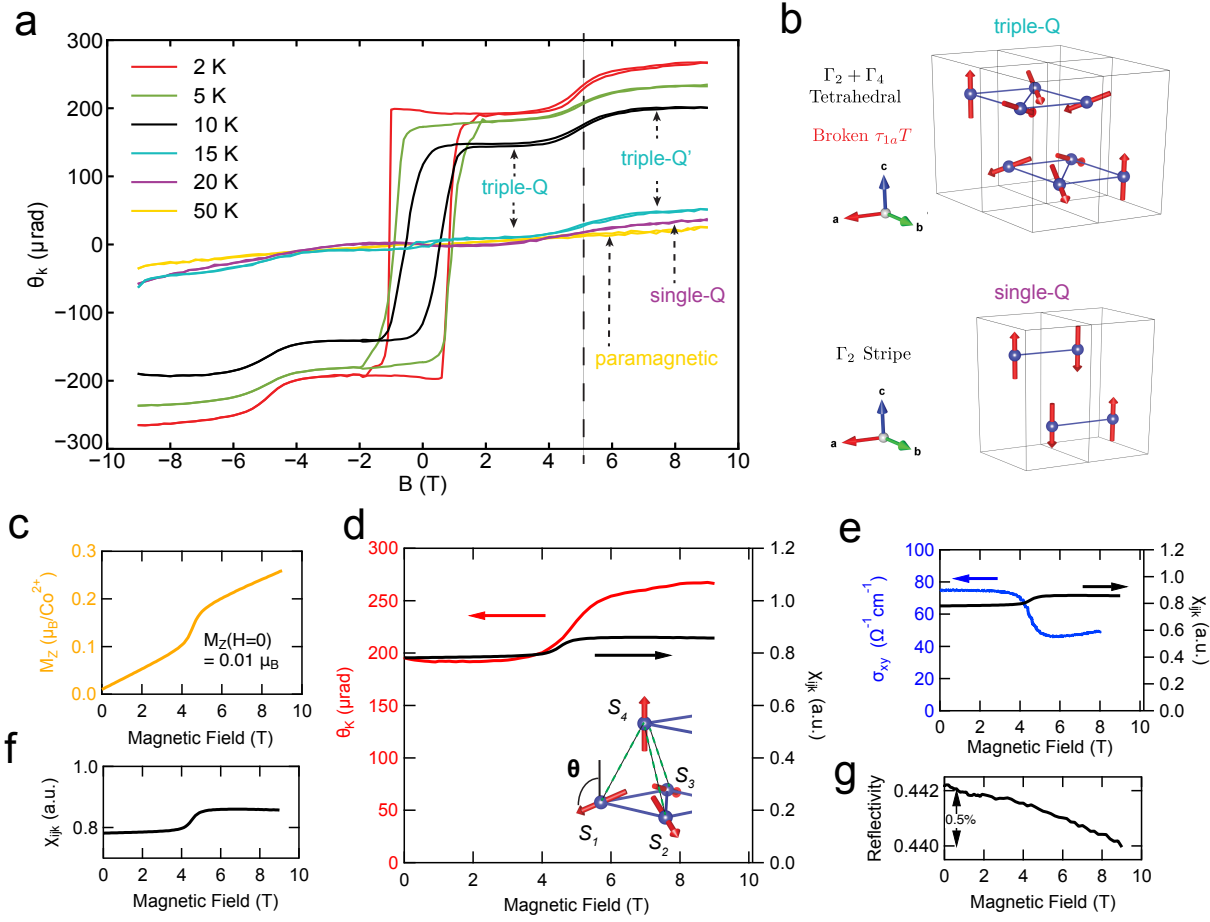 a
300
200
100
0
−100
−200
−300
θk (μrad)
2 K
5 K
10 K
15 K
20 K
50 K
triple-Q
triple-Q’
single-Q
paramagnetic
−10 −8 −6 −4 −2 0 2 4 6 8 10
B (T)
b
triple-Q
Γ2 + Γ4
Tetrahedral
Broken τ1aT
c
a
b
single-Q
Γ2 Stripe
c
a
b
c
0.3
0.2
0.1
0.0
MZ (μB/Co2+)
MZ(H=0)
= 0.01 μB
0 2 4 6 8 10
Magnetic Field (T)
d
300
250
200
150
100
50
0
θK (μrad)
1.2
1.0
0.8
0.6
0.4
0.2
0.0
χijk (a.u.)
S4
θ
S3
S1
S2
0 2 4 6 8 10
Magnetic Field (T)
e
100
80
60
40
20
0
σxy (Ω−1cm−1)
1.2
1.0
0.8
0.6
0.4
0.2
0.0
χijk (a.u.)
0 2 4 6 8 10
Magnetic Field (T)
f
1.0
0.8
χijk (a.u.)
0 2 4 6 8 10
Magnetic Field (T)
g
0.442
0.440
Reflectivity
0.5%
0 2 4 6 8 10
Magnetic Field (T)